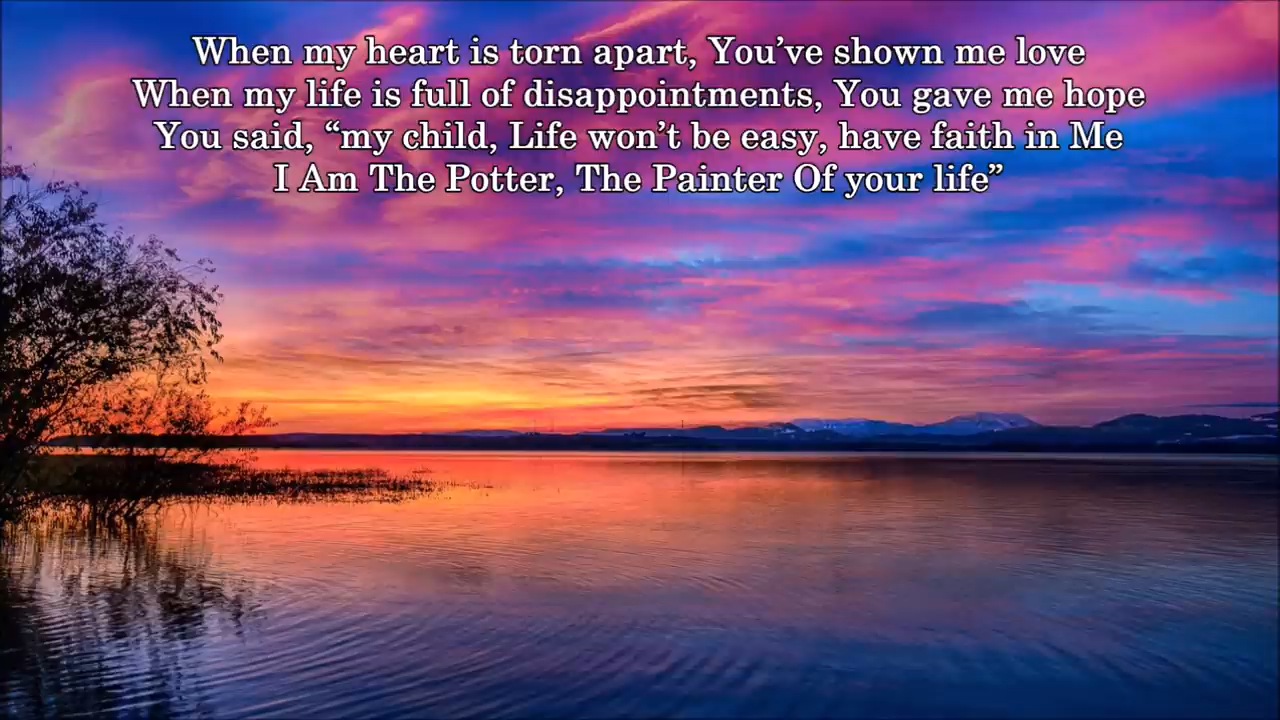 When my heart is torn apart, You’ve shown me love
When my life is full of disappointments, You gave me hope
You said, “my child, Life won’t be easy, have faith in Me
I Am The Potter, The Painter Of your life”